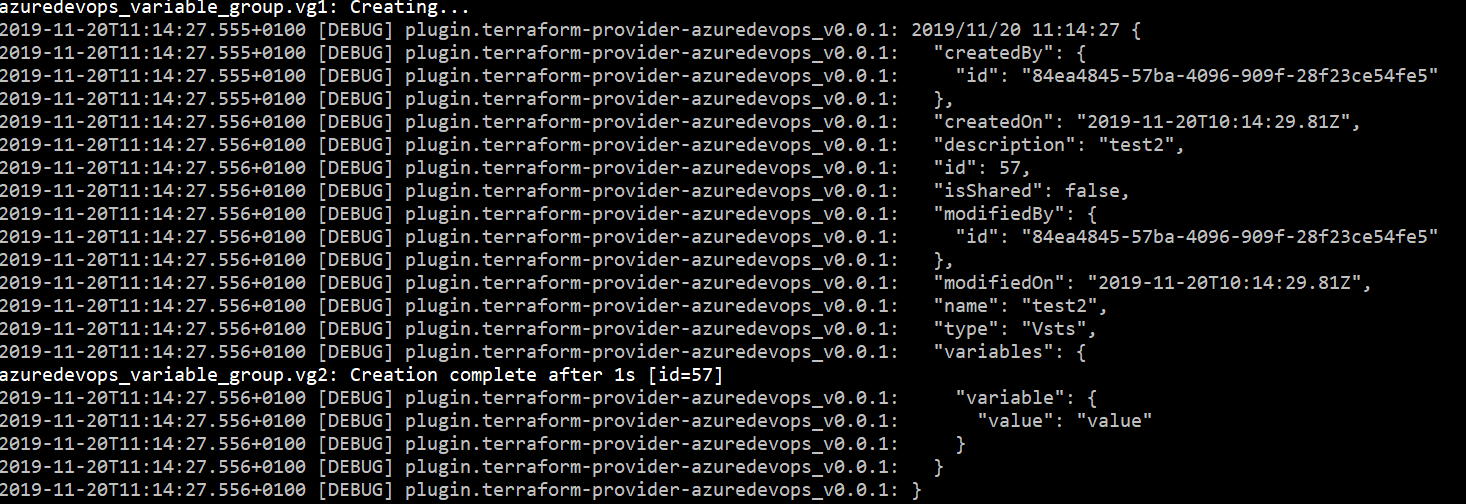 azuredevops_variable_group.vg1: Creating...
2019-11-20T11:14:27.555+0100 [DEBUG] plugin.terraform-provider-azuredevops_v0.0.1: 2019/11/20 11:14:27 {
2019-11-20T11:14:27.555+0100 [DEBUG] plugin.terraform-provider-azuredevops_v0.0.1:   "createdBy": {
2019-11-20T11:14:27.555+0100 [DEBUG] plugin.terraform-provider-azuredevops_v0.0.1:     "id": "84ea4845-57ba-4096-909f-28f23ce54fe5"
2019-11-20T11:14:27.555+0100 [DEBUG] plugin.terraform-provider-azuredevops_v0.0.1:   },
2019-11-20T11:14:27.556+0100 [DEBUG] plugin.terraform-provider-azuredevops_v0.0.1:   "createdOn": "2019-11-20T10:14:29.81Z",
2019-11-20T11:14:27.556+0100 [DEBUG] plugin.terraform-provider-azuredevops_v0.0.1:   "description": "test2",
2019-11-20T11:14:27.556+0100 [DEBUG] plugin.terraform-provider-azuredevops_v0.0.1:   "id": 57,
2019-11-20T11:14:27.556+0100 [DEBUG] plugin.terraform-provider-azuredevops_v0.0.1:   "isShared": false,
2019-11-20T11:14:27.556+0100 [DEBUG] plugin.terraform-provider-azuredevops_v0.0.1:   "modifiedBy": {
2019-11-20T11:14:27.556+0100 [DEBUG] plugin.terraform-provider-azuredevops_v0.0.1:     "id": "84ea4845-57ba-4096-909f-28f23ce54fe5"
2019-11-20T11:14:27.556+0100 [DEBUG] plugin.terraform-provider-azuredevops_v0.0.1:   },
2019-11-20T11:14:27.556+0100 [DEBUG] plugin.terraform-provider-azuredevops_v0.0.1:   "modifiedOn": "2019-11-20T10:14:29.81Z",
2019-11-20T11:14:27.556+0100 [DEBUG] plugin.terraform-provider-azuredevops_v0.0.1:   "name": "test2",
2019-11-20T11:14:27.556+0100 [DEBUG] plugin.terraform-provider-azuredevops_v0.0.1:   "type": "Vsts",
2019-11-20T11:14:27.556+0100 [DEBUG] plugin.terraform-provider-azuredevops_v0.0.1:   "variables": {
azuredevops_variable_group.vg2: Creation complete after 1s [id=57]
2019-11-20T11:14:27.556+0100 [DEBUG] plugin.terraform-provider-azuredevops_v0.0.1:     "variable": {
2019-11-20T11:14:27.556+0100 [DEBUG] plugin.terraform-provider-azuredevops_v0.0.1:       "value": "value"
2019-11-20T11:14:27.556+0100 [DEBUG] plugin.terraform-provider-azuredevops_v0.0.1:     }
2019-11-20T11:14:27.556+0100 [DEBUG] plugin.terraform-provider-azuredevops_v0.0.1:   }
2019-11-20T11:14:27.556+0100 [DEBUG] plugin.terraform-provider-azuredevops_v0.0.1: }